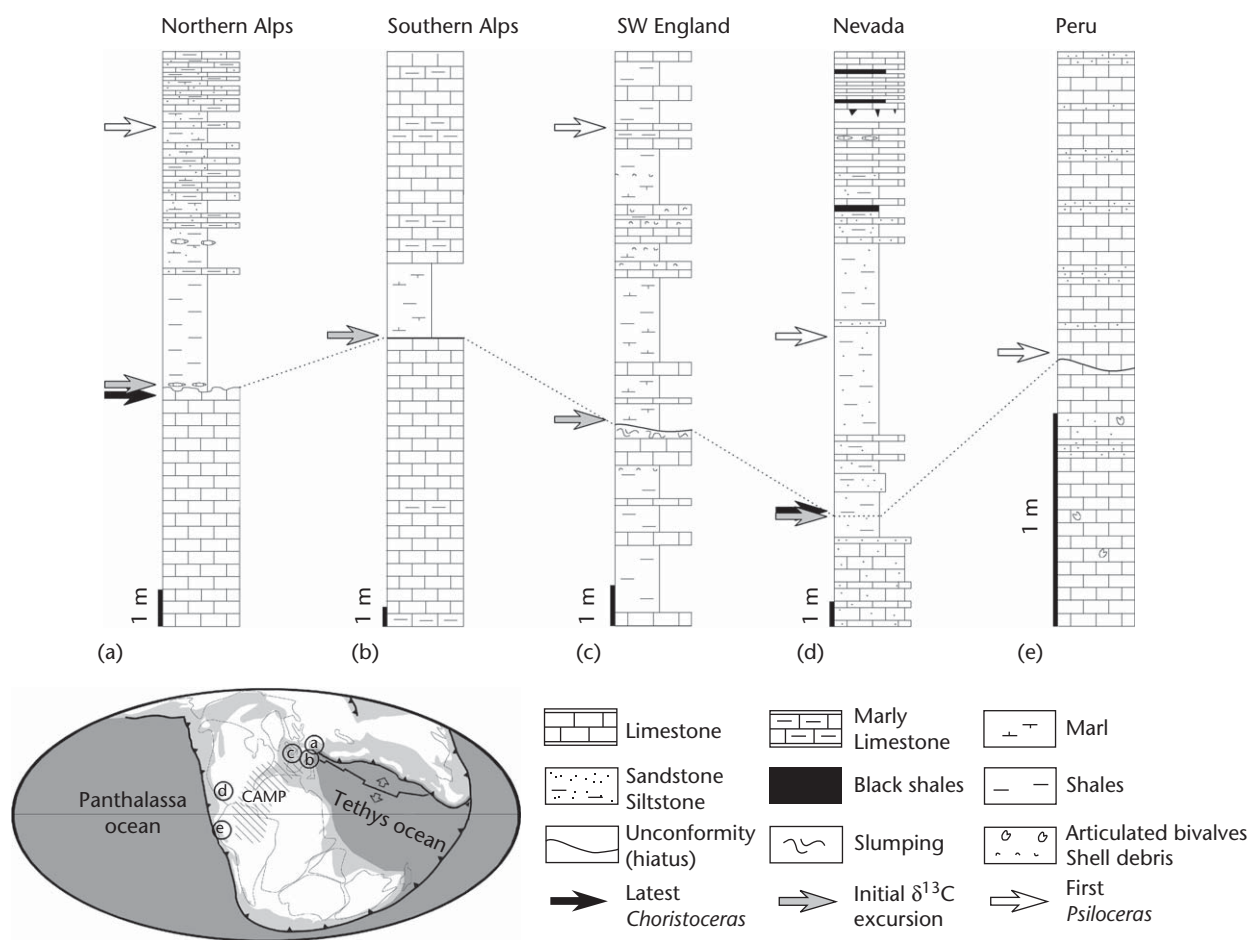 Northern Alps
Southern Alps
SW England
Nevada
Peru
1 m
1 m
1 m
1 m
1 m
(a)
(b)
(c)
(d)
(e)
Panthalassa
ocean
CAMP
Tethys ocean
a
b
c
d
e
Limestone
Marly
Limestone
Marl
Sandstone
Siltstone
Black shales
Shales
Unconformity
(hiatus)
Slumping
Articulated bivalves
Shell debris
Latest
Choristoceras
Initial δ¹³C
excursion
First
Psiloceras